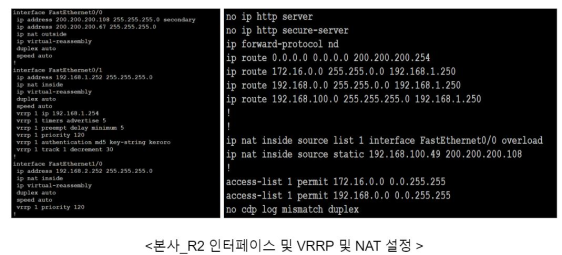 interface FastEthernet0/0
ip address 200.200.200.108 255.255.255.0 secondary
ip address 200.200.200.67 255.255.255.0
ip nat outside
ip virtual-reassembly
duplex auto
speed auto
!
interface FastEthernet0/1
ip address 192.168.1.252 255.255.255.0
ip nat inside
ip virtual-reassembly
duplex auto
speed auto
vrrp 1 ip 192.168.1.254
vrrp 1 timers advertise 5
vrrp 1 preempt delay minimum 5
vrrp 1 priority 120
vrrp 1 authentication md5 key-string keroro
vrrp 1 track 1 decrement 30
!
interface FastEthernet1/0
ip address 192.168.2.252 255.255.255.0
ip nat inside
ip virtual-reassembly
duplex auto
speed auto
vrrp 1 priority 120
!
no ip http server
no ip http secure-server
ip forward-protocol nd
ip route 0.0.0.0 0.0.0.0 200.200.200.254
ip route 172.16.0.0 255.255.0.0 192.168.1.250
ip route 192.168.0.0 255.255.255.0 192.168.1.250
ip route 192.168.100.0 255.255.255.0 192.168.1.250
!
!
ip nat inside source list 1 interface FastEthernet0/0 overload
ip nat inside source static 192.168.100.49 200.200.200.108
!
access-list 1 permit 172.16.0.0 0.0.255.255
access-list 1 permit 192.168.0.0 0.0.255.255
no cdp log mismatch duplex
<본사_R2 인터페이스 및 VRRP 및 NAT 설정 >